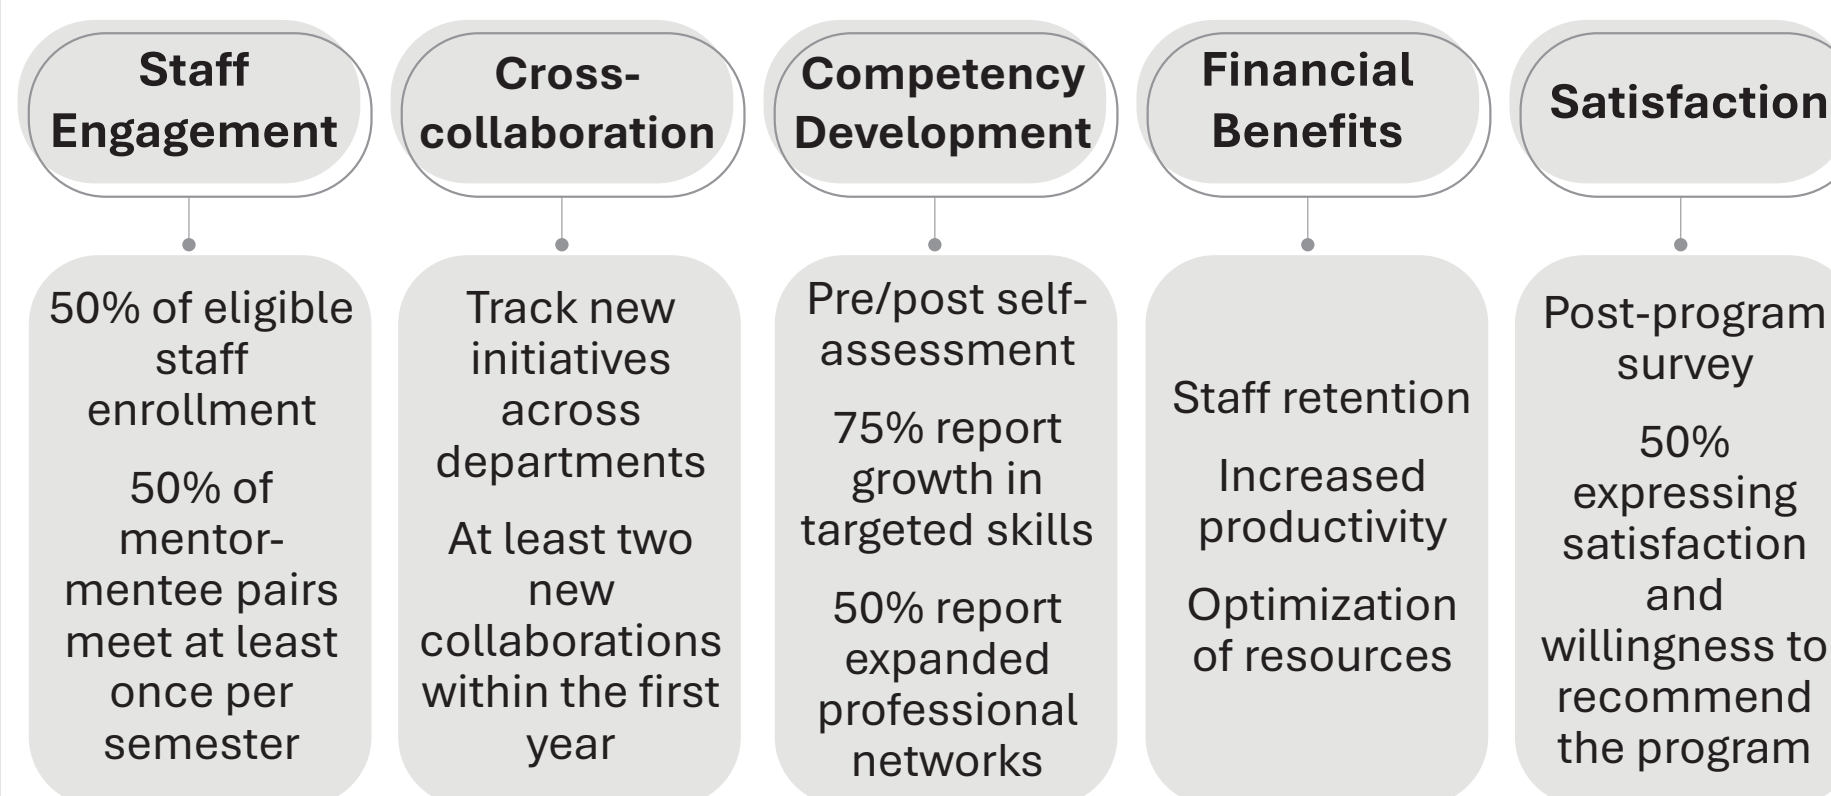 Staff
Engagement
50% of eligible
staff
enrollment
50% of
mentor-
mentee pairs
meet at least
once per
semester
Cross-
collaboration
Track new
initiatives
across
departments
At least two
new
collaborations
within the first
year
Competency
Development
Pre/post self-
assessment
75% report
growth in
targeted skills
50% report
expanded
professional
networks
Financial
Benefits
Staff retention
Increased
productivity
Optimization
of resources
Satisfaction
Post-program
survey
50%
expressing
satisfaction
and
willingness to
recommend
the program